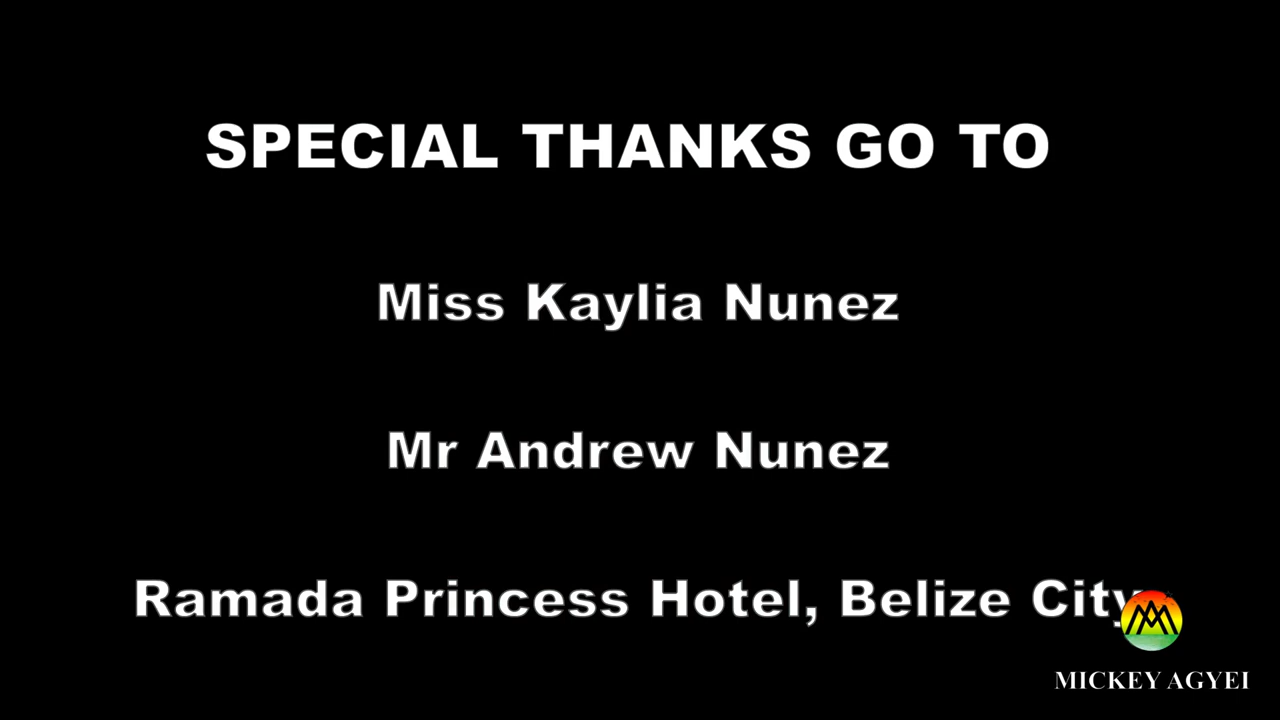 SPECIAL THANKS GO TO
Miss Kaylia Nunez
Mr Andrew Nunez
Ramada Princess Hotel, Belize City
MICKEY AGYEI